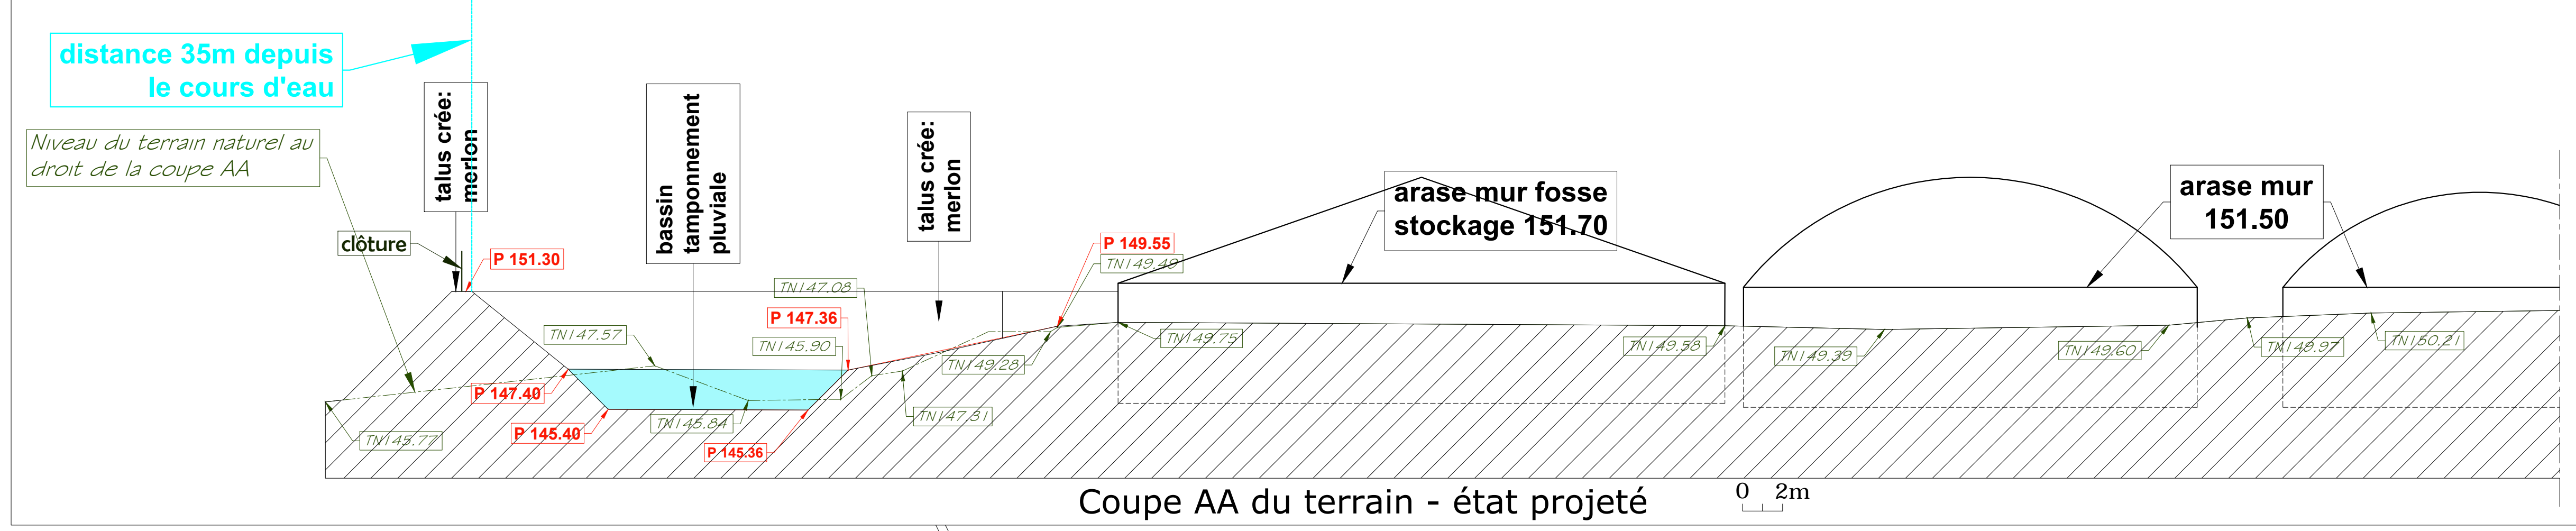 distance 35m depuis
le cours d'eau
Niveau du terrain naturel au
droit de la coupe AA
talus crée:
merlon
clôture
P 151.30
bassin
tamponnement
pluviale
talus crée:
merlon
P 149.55
TN149.49
TN147.08
P 147.36
TN147.57
TN145.90
TN149.28
TN149.75
P 147.40
P 145.40
TN145.84
P 145.36
TN147.31
TN145.77
arase mur fosse
stockage 151.70
arase mur
151.50
TN149.58
TN149.39
TN149.60
TN149.97
TN150.21
Coupe AA du terrain - état projeté
0 2m